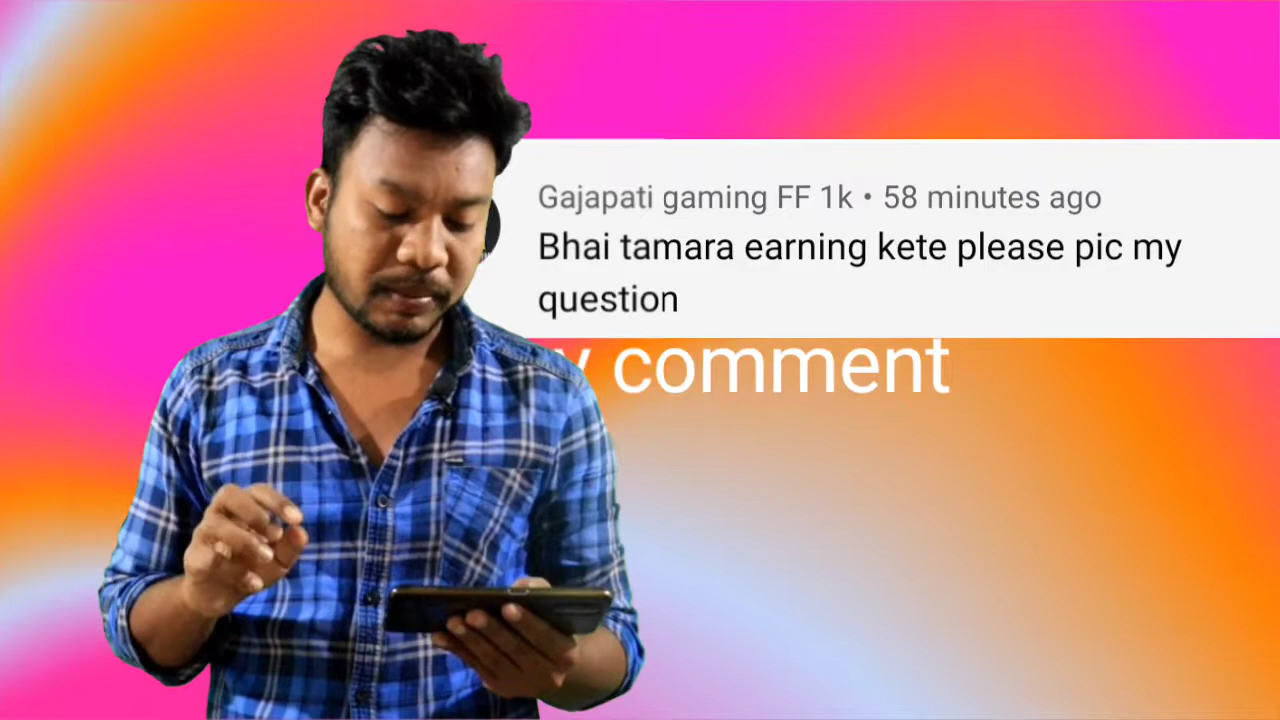 Gajapati gaming FF 1k • 58 minutes ago
Bhai tamara earning kete please pic my
question
comment